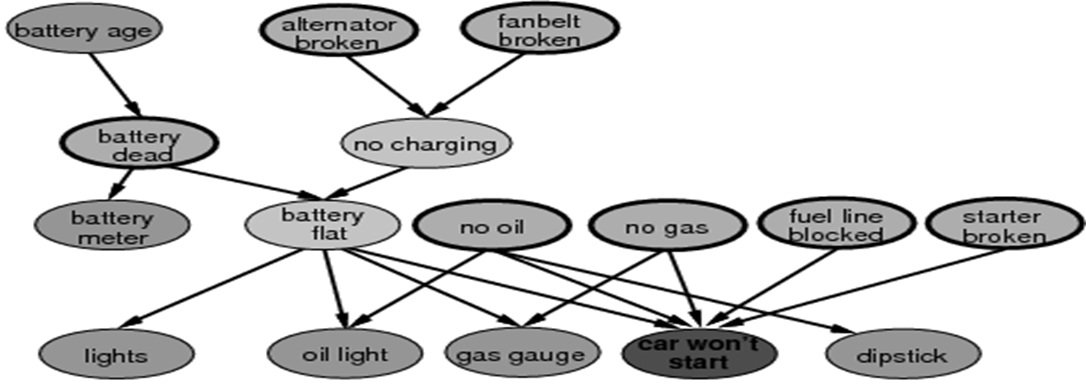 battery age
alternator
broken
fanbelt
broken
battery
dead
no charging
battery
meter
battery
flat
no oil
no gas
fuel line
blocked
starter
broken
lights
oil light
gas gauge
car won't
start
dipstick